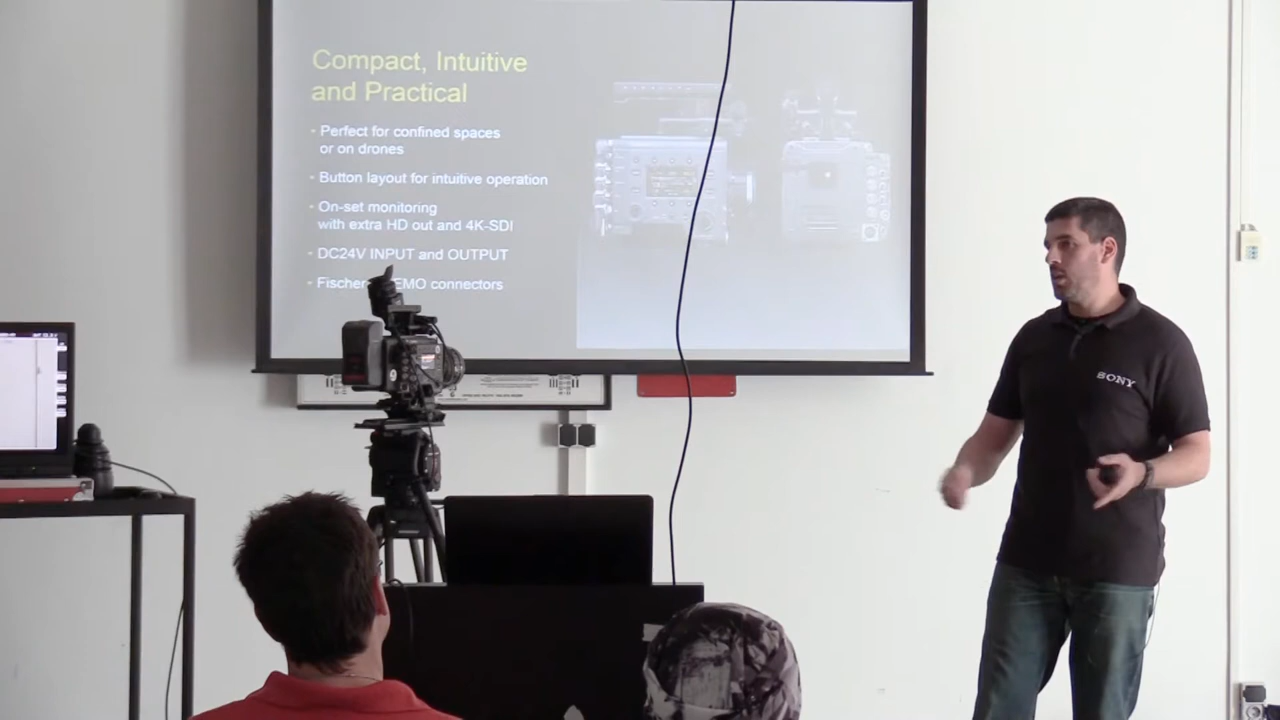 Compact, Intuitive
and Practical
- Perfect for confined spaces
or on drones
- Button layout for intuitive operation
- On-set monitoring
with extra HD out and 4K-SDI
- DC24V INPUT and OUTPUT
- Fischer EMO connectors
SONY